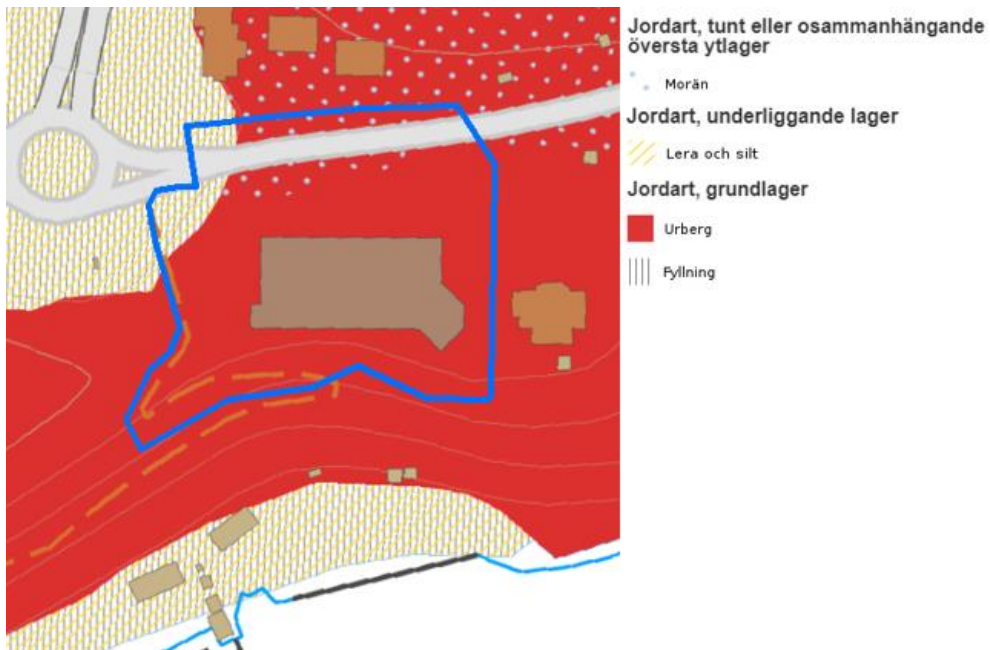 Jordart, tunt eller osammanhängande
översta ytlager
Morän
Jordart, underliggande lager
Lera och silt
Jordart, grundlager
Urberg
Fyllning